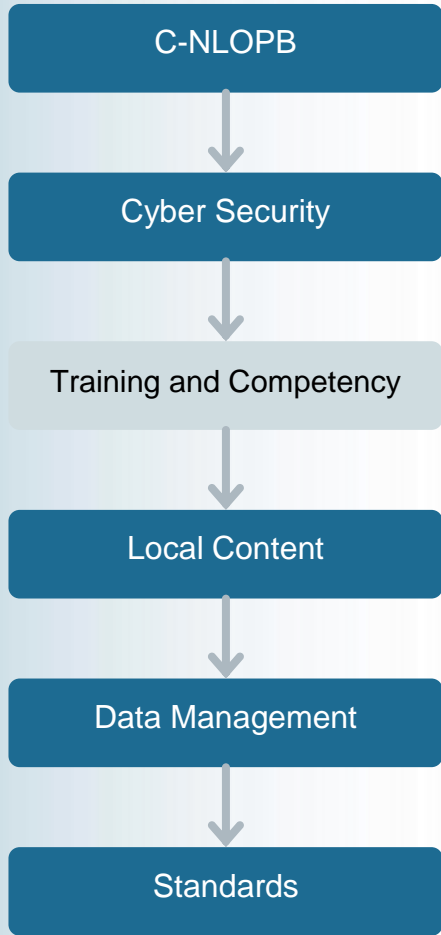 C-NLOPB
Cyber Security
Training and Competency
Local Content
Data Management
Standards